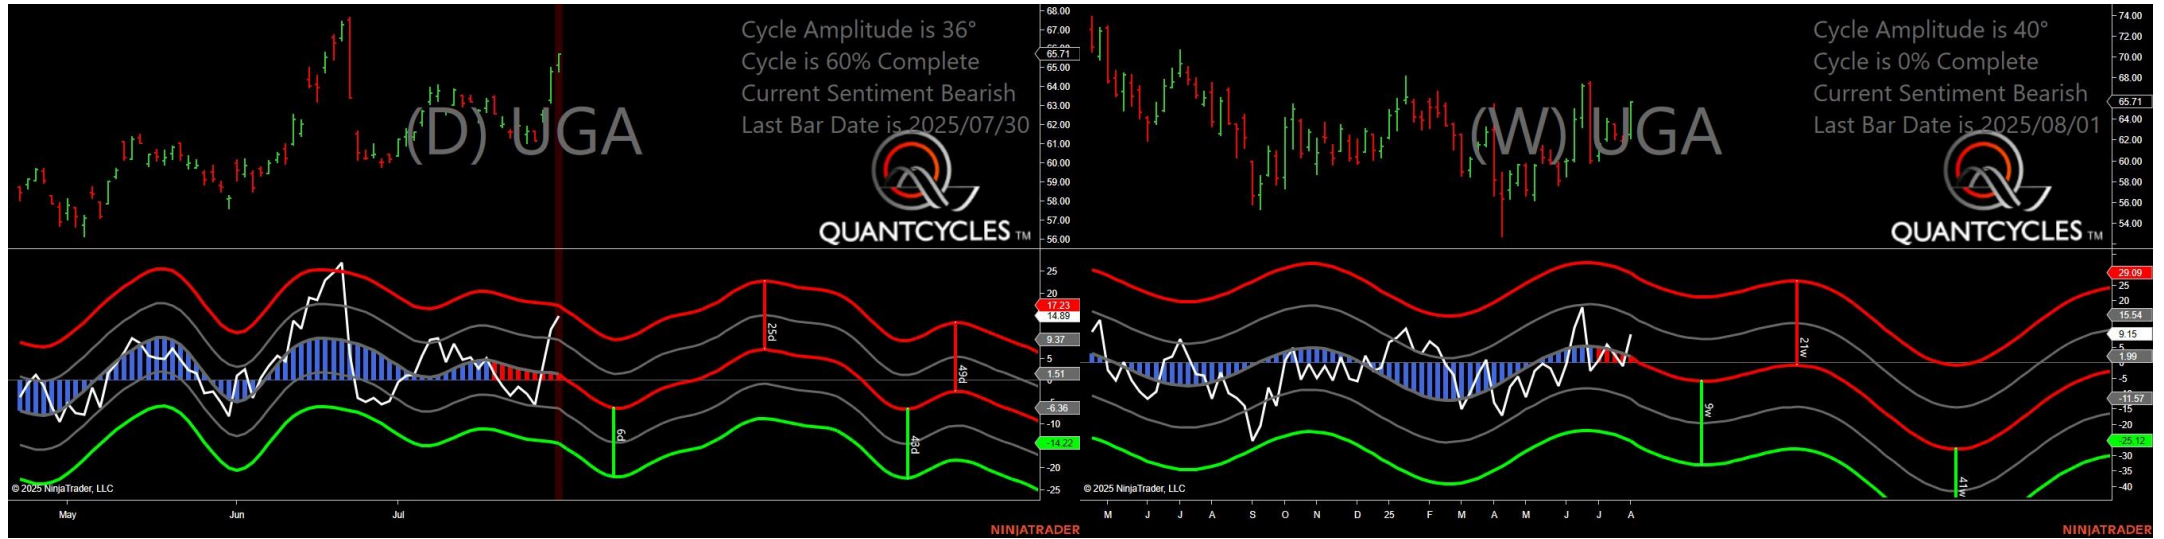 Cycle Amplitude is 36°
Cycle is 60% Complete
Current Sentiment Bearish
Last Bar Date is 2025/07/30
(D) UGA
QUANTCYCLES TM
68.00
67.00
65.71
65.00
64.00
63.00
62.00
61.00
60.00
59.00
58.00
57.00
56.00
25
20
17.23
14.89
9.37
5
1.51
-6.36
-10
-14.22
-20
-25
6d
25d
43d
49d
© 2025 NinjaTrader, LLC
May Jun Jul
NINJATRADER
Cycle Amplitude is 40°
Cycle is 0% Complete
Current Sentiment Bearish
Last Bar Date is 2025/08/01
(W) UGA
QUANTCYCLES TM
74.00
72.00
70.00
68.00
65.71
64.00
62.00
60.00
58.00
56.00
54.00
29.09
25
20
15.54
9.15
5
1.99
-5
-11.57
-15
-20
-25.12
-30
-35
-40
9w
21w
41w
© 2025 NinjaTrader, LLC
M J J A S O N D 25 F M A M J J A
NINJATRADER